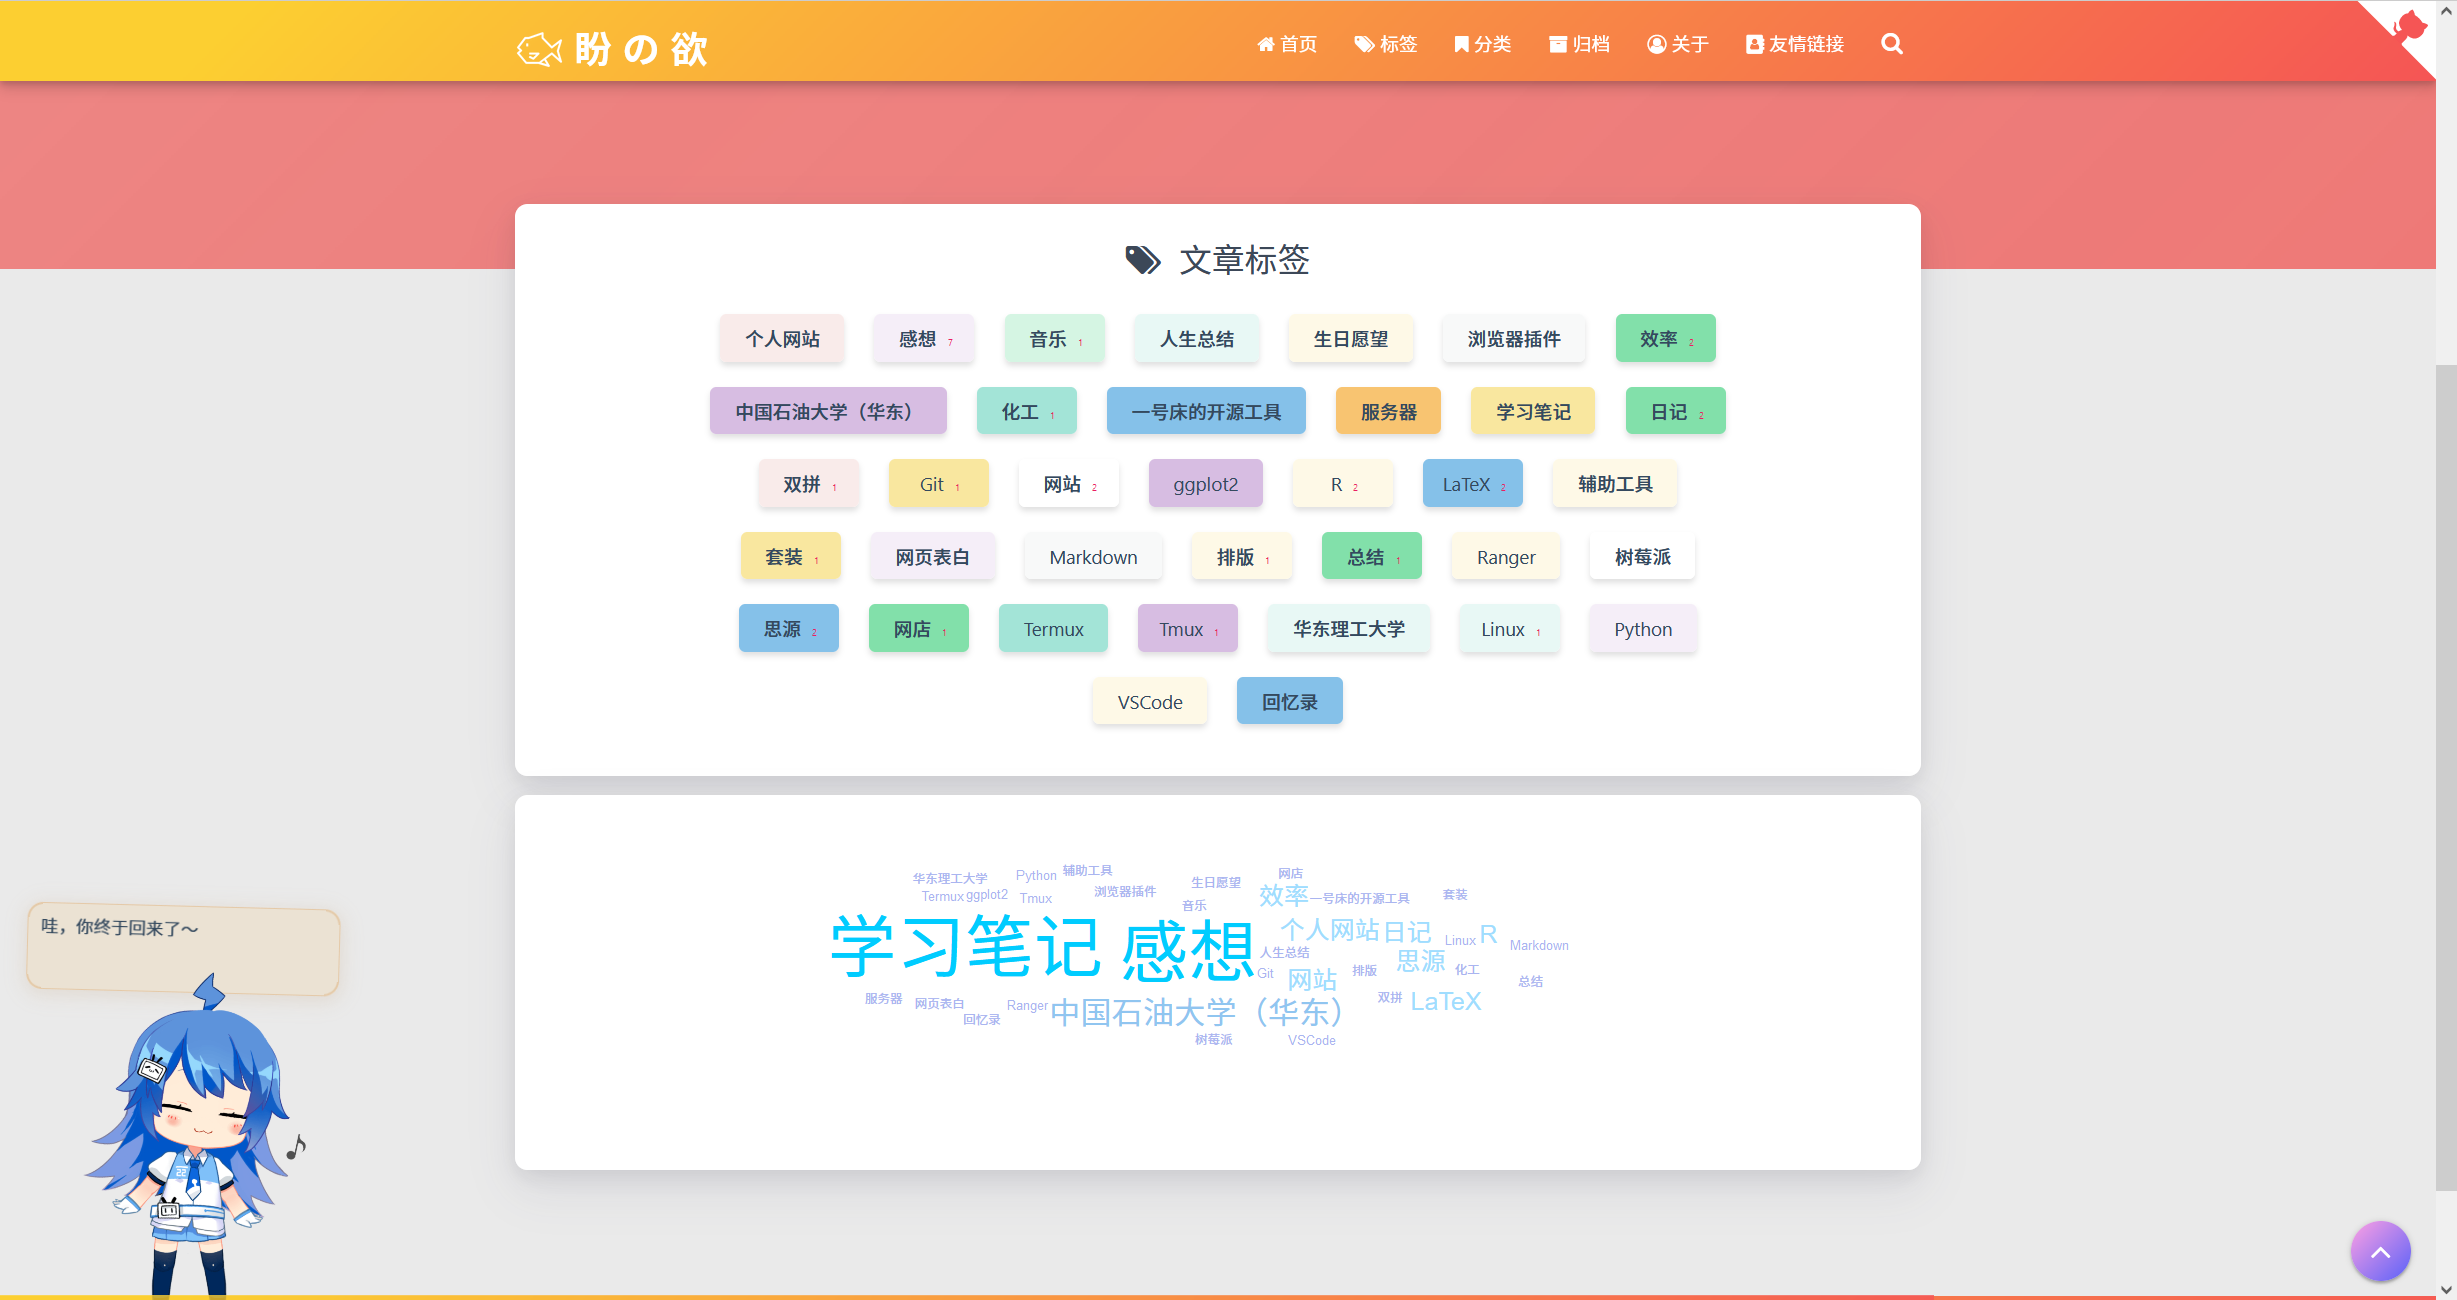 盼の欲 首页 标签 分类 归档 关于 友情链接
文章标签
个人网站 感想 7 音乐 1 人生总结 生日愿望 浏览器插件 效率 2
中国石油大学（华东） 化工 1 一号床的开源工具 服务器 学习笔记 日记 2
双拼 1 Git 1 网站 2 ggplot2 R 2 LaTeX 2 辅助工具
套装 1 网页表白 Markdown 排版 1 总结 1 Ranger 树莓派
思源 2 网店 1 Termux Tmux 1 华东理工大学 Linux 1 Python
VSCode 回忆录
华东理工大学 Python 辅助工具 生日愿望 网店
Termux ggplot2 Tmux 浏览器插件 音乐 效率 一号床的开源工具 套装
学习笔记 感想 个人网站 日记 Linux R Markdown
人生总结 思源
Git 网站 排版 化工 总结
服务器 网页表白 Ranger 中国石油大学（华东） 双拼 LaTeX
回忆录
树莓派 VSCode
哇，你终于回来了～